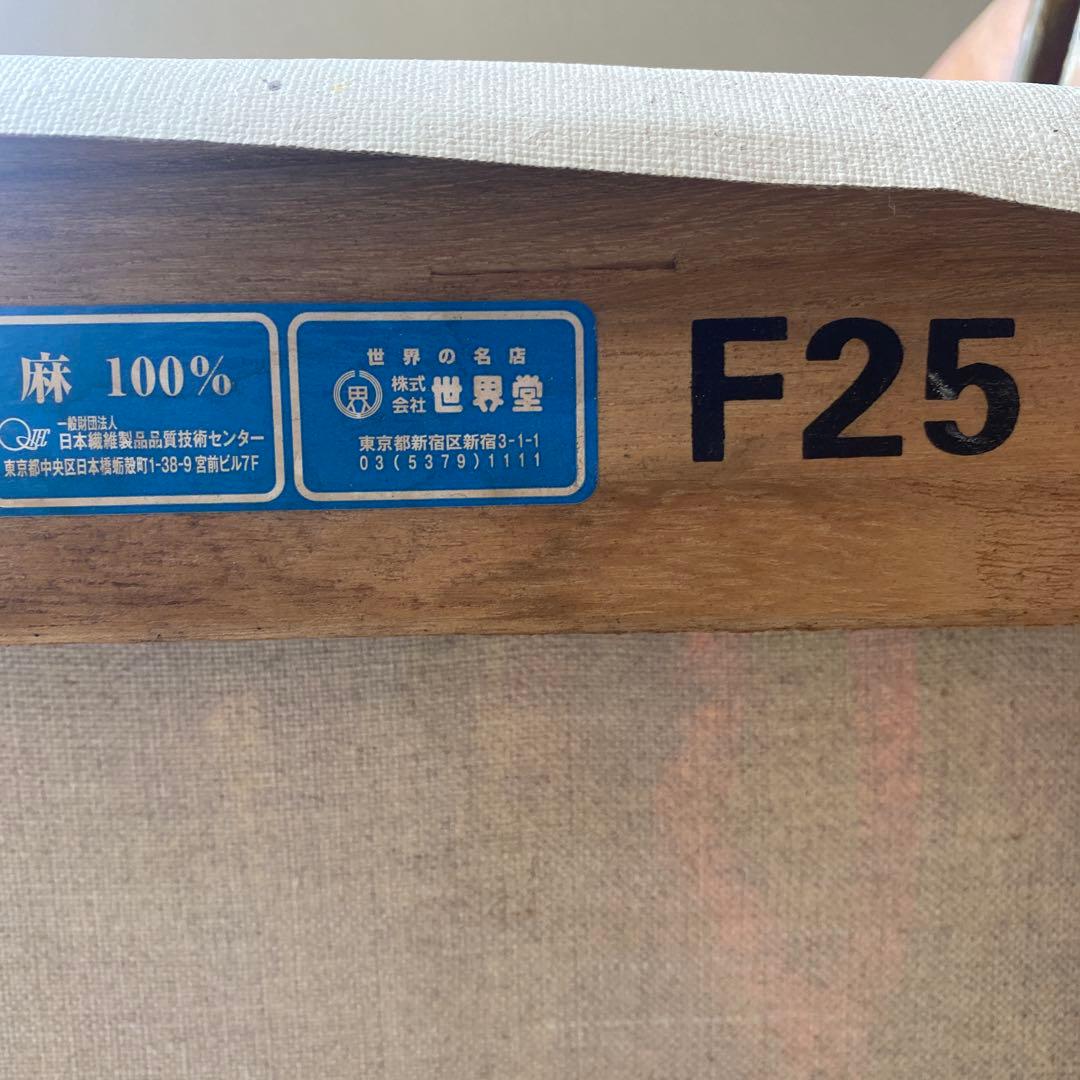 麻 100%
QTEC
一般財団法人
日本繊維製品品質技術センター
東京都中央区日本橋蛎殻町1-38-9 宮前ビル7F
世界の名店
界
株式
会社 世界堂
東京都新宿区新宿3-1-1
03(5379)1111
F25